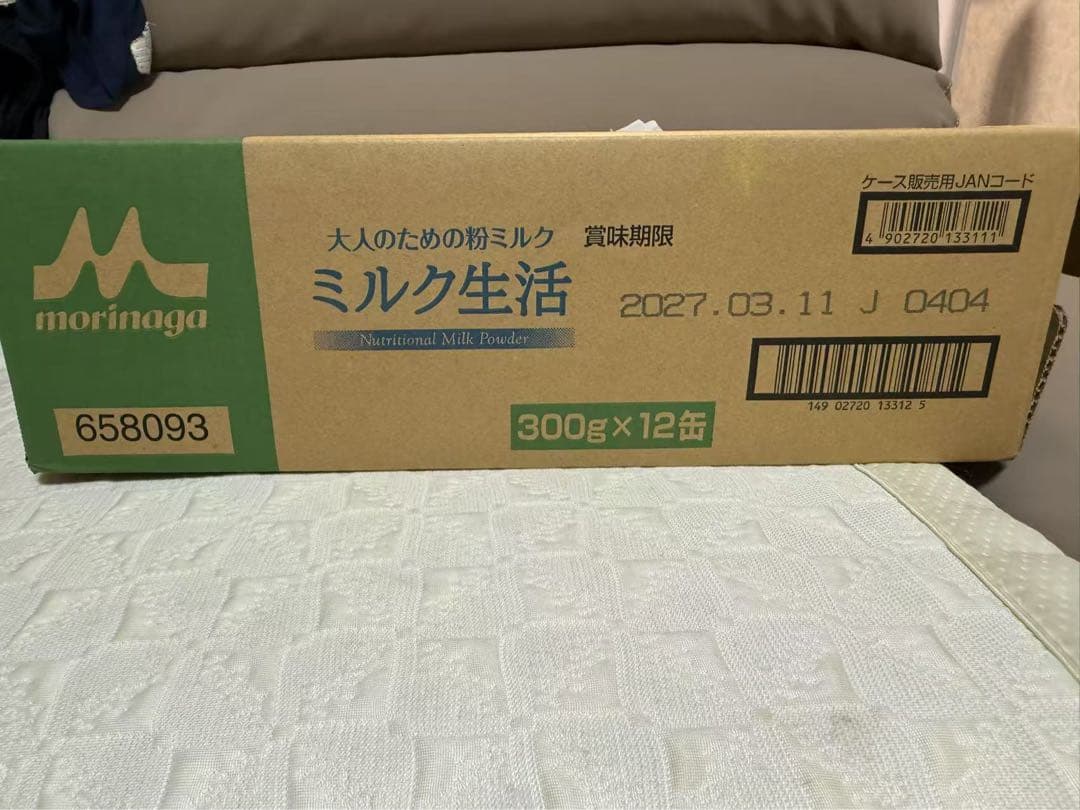 morinaga
658093
大人のための粉ミルク
ミルク生活
Nutritional Milk Powder
賞味期限
2027.03.11 J 0404
300g×12缶
ケース販売用JANコード
4 902720 133111
149 02720 13312 5